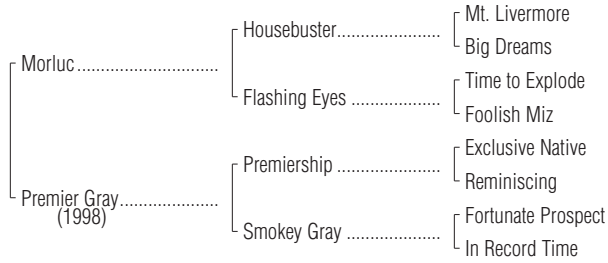 Mt. Livermore
Housebuster
Big Dreams
Morluc
Time to Explode
Flashing Eyes
Foolish Miz
Exclusive Native
Premiership
Reminiscing
Premier Gray
(1998)
Fortunate Prospect
Smokey Gray
In Record Time